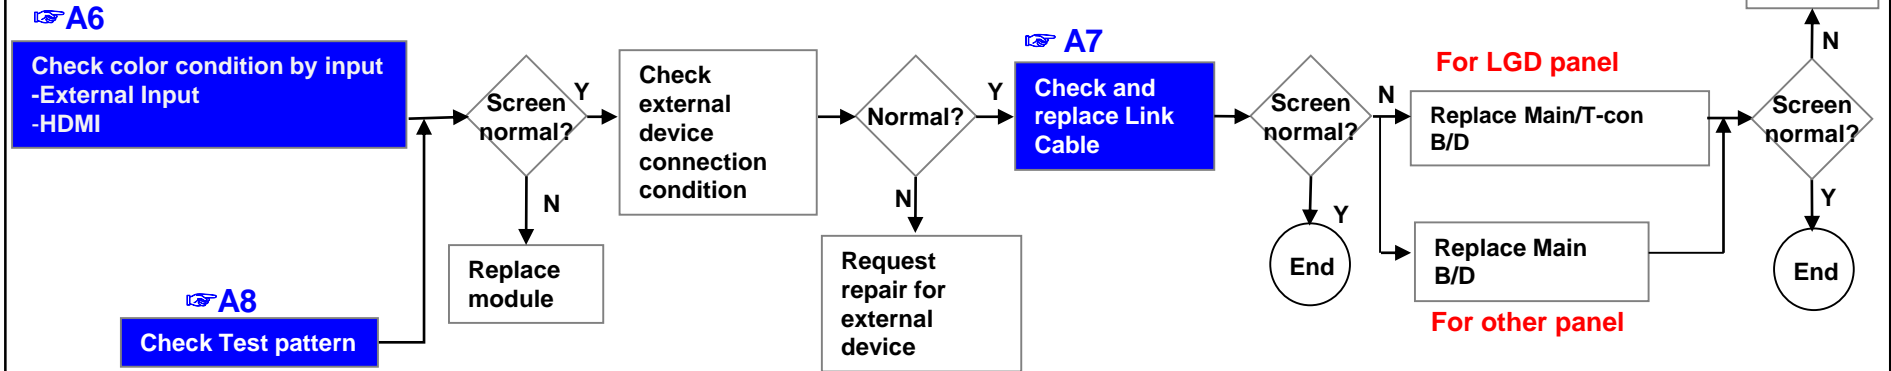 ☞A6
Check color condition by input
-External Input
-HDMI
☞A8
Check Test pattern
Screen
normal?
Y
N
Replace
module
Check
external
device
connection
condition
Normal?
Y
N
Request
repair for
external
device
☞ A7
Check and
replace Link
Cable
Screen
normal?
N
Y
End
For LGD panel
Replace Main/T-con
B/D
Replace Main
B/D
For other panel
Screen
normal?
N
Y
End